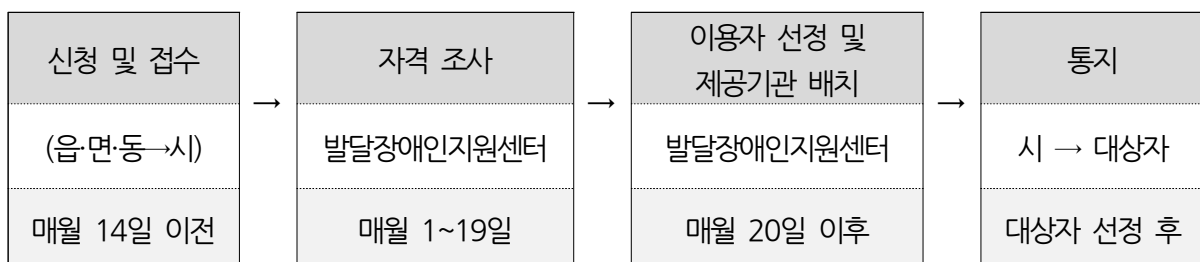 신청 및 접수
(읍·면·동→시)
매월 14일 이전
→
자격 조사
발달장애인지원센터
매월 1~19일
→
이용자 선정 및
제공기관 배치
발달장애인지원센터
매월 20일 이후
→
통지
시 → 대상자
대상자 선정 후